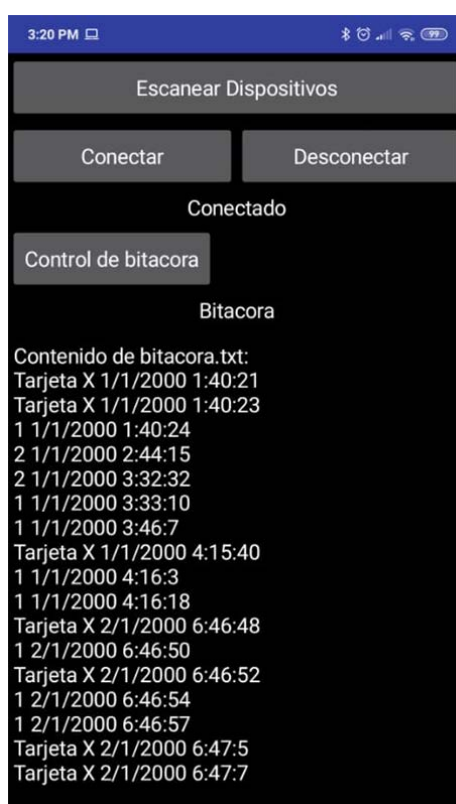 3:20 PM
99
Escanear Dispositivos
Conectar Desconectar
Conectado
Control de bitacora
Bitacora
Contenido de bitacora.txt:
Tarjeta X 1/1/2000 1:40:21
Tarjeta X 1/1/2000 1:40:23
1 1/1/2000 1:40:24
2 1/1/2000 2:44:15
2 1/1/2000 3:32:32
1 1/1/2000 3:33:10
1 1/1/2000 3:46:7
Tarjeta X 1/1/2000 4:15:40
1 1/1/2000 4:16:3
1 1/1/2000 4:16:18
Tarjeta X 2/1/2000 6:46:48
1 2/1/2000 6:46:50
Tarjeta X 2/1/2000 6:46:52
1 2/1/2000 6:46:54
1 2/1/2000 6:46:57
Tarjeta X 2/1/2000 6:47:5
Tarjeta X 2/1/2000 6:47:7